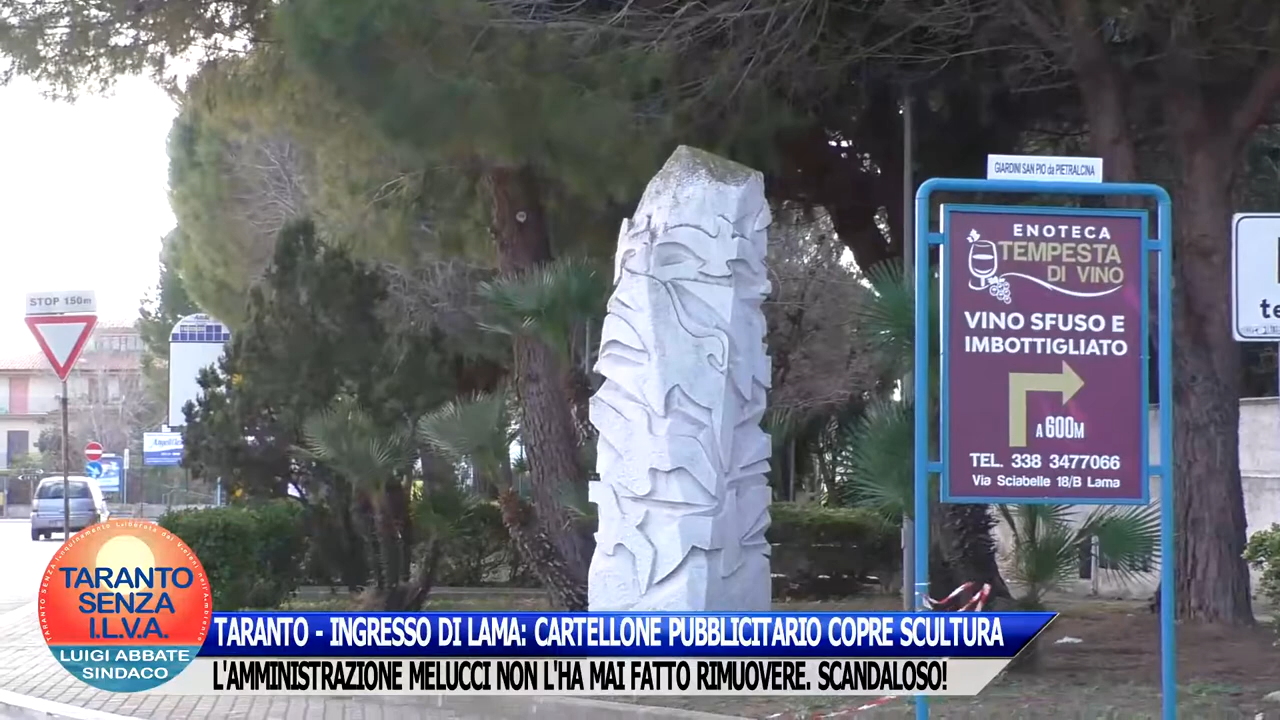 GIARDINI SAN PIO da PIETRALCINA
ENOTECA
TEMPESTA
DI VINO
VINO SFUSO E
IMBOTTIGLIATO
A 600M
TEL. 338 3477066
Via Sciabelle 18/B Lama
STOP 150m
te
TARANTO
SENZA
I.L.V.A.
LUIGI ABBATE
SINDACO
TARANTO - INGRESSO DI LAMA: CARTELLONE PUBBLICITARIO COPRE SCULTURA
L'AMMINISTRAZIONE MELUCCI NON L'HA MAI FATTO RIMUOVERE. SCANDALOSO!